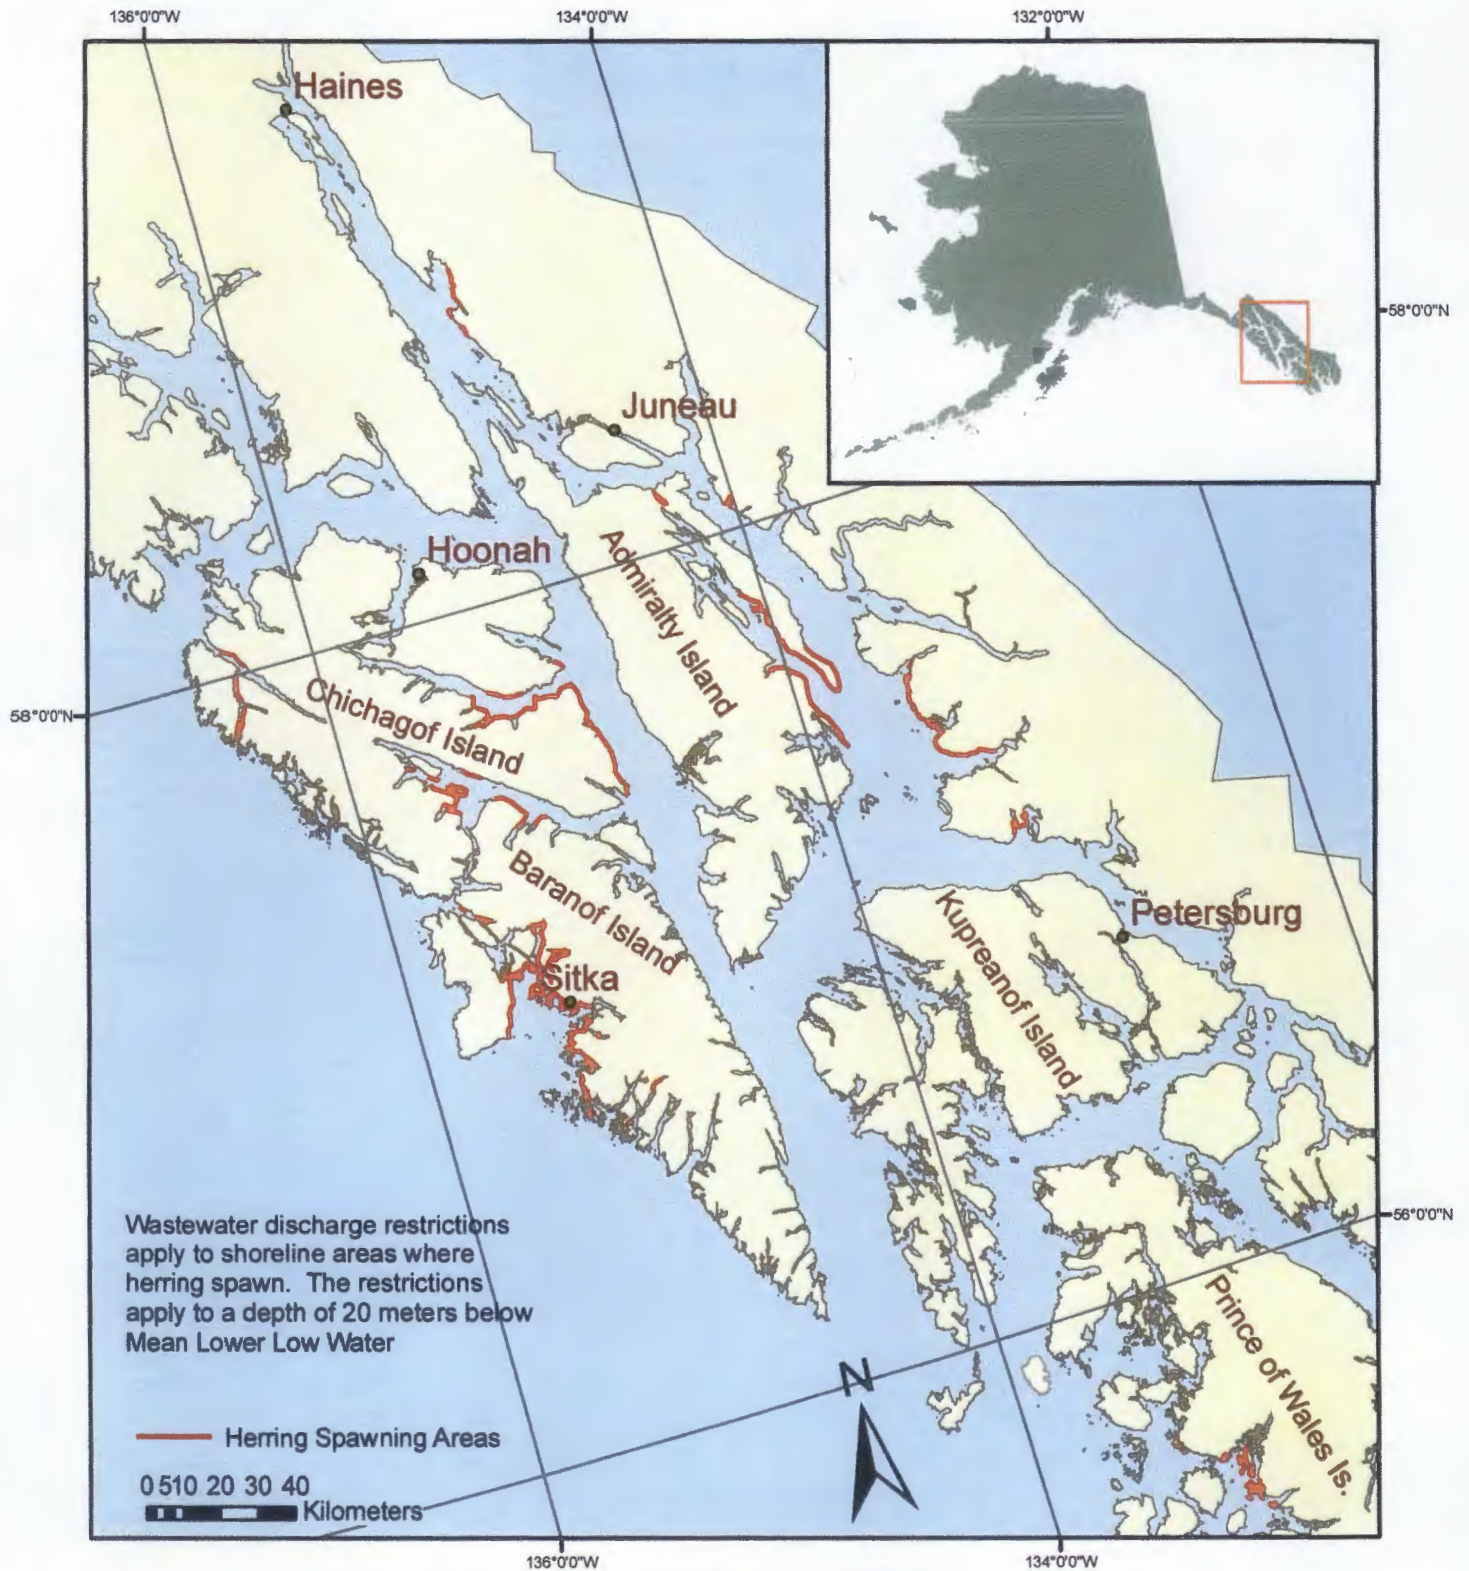 136°0'0"W
134°0'0"W
132°0'0"W
Haines
58°0'0"N
Juneau
Hoonah
Admiralty Island
58°0'0"N
Chichagof Island
Baranof Island
Kupreanof Island
Petersburg
Sitka
Wastewater discharge restrictions
apply to shoreline areas where
herring spawn. The restrictions
apply to a depth of 20 meters below
Mean Lower Low Water
56°0'0"N
Prince of Wales Is.
N
Herring Spawning Areas
0 5 10 20 30 40
Kilometers
136°0'0"W
134°0'0"W